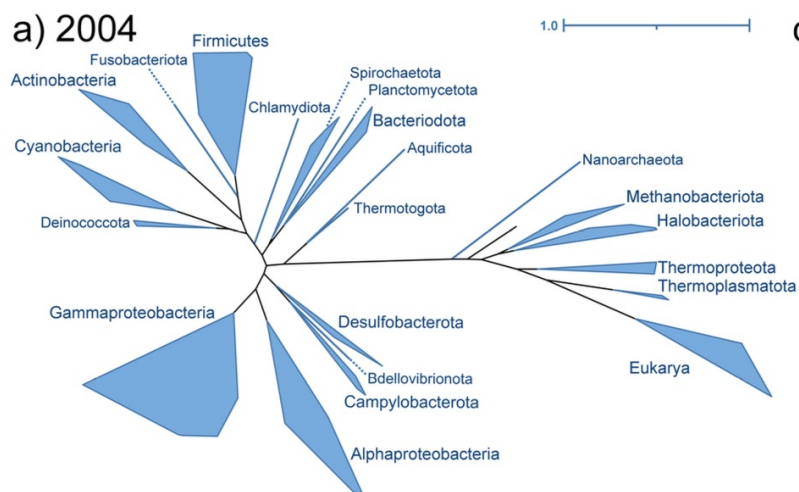 a) 2004
1.0
Firmicutes
Fusobacteriota
Actinobacteria
Spirochaetota
Planctomycetota
Chlamydiota
Bacteriodota
Cyanobacteria
Aquificota
Nanoarchaeota
Methanobacteriota
Thermotogota
Halobacteriota
Deinococcota
Thermoproteota
Thermoplasmatota
Gammaproteobacteria
Desulfobacterota
Eukarya
Bdellovibrionota
Campylobacterota
Alphaproteobacteria